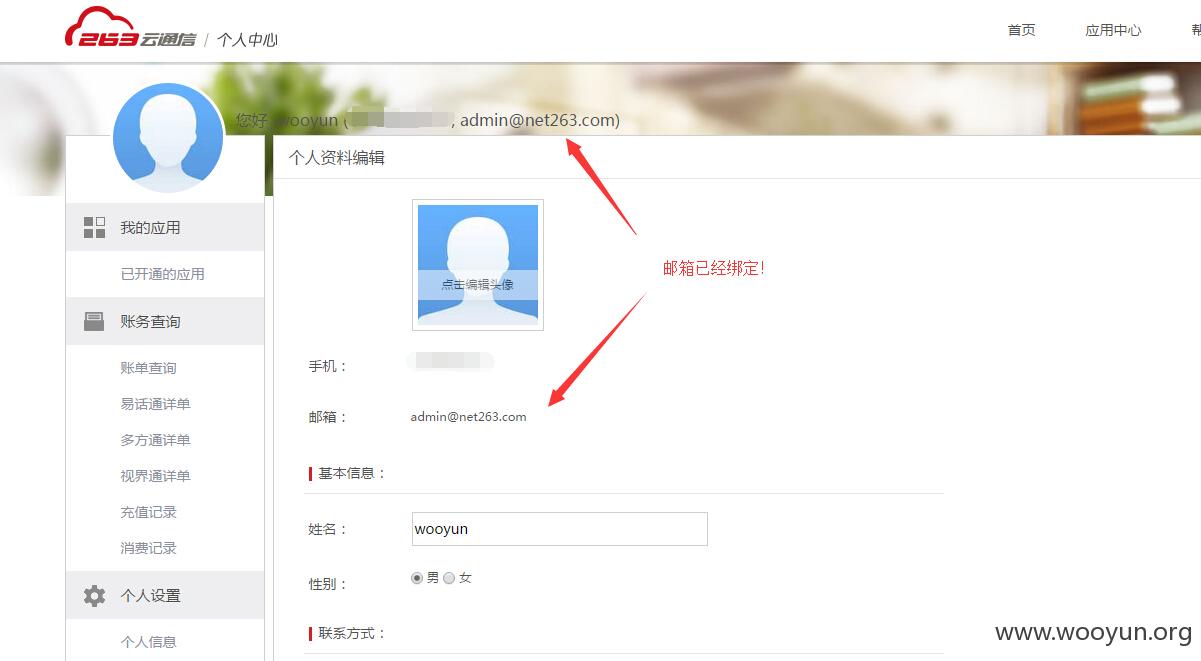 263云通信 / 个人中心
首页 应用中心
您好, wooyun ( , admin@net263.com)
个人资料编辑
我的应用
点击编辑头像
邮箱已经绑定!
已开通的应用
账务查询
手机：
账单查询
易话通详单
邮箱： admin@net263.com
多方通详单
基本信息：
视界通详单
充值记录
姓名： wooyun
消费记录
性别： 男 女
个人设置
联系方式：
个人信息
www.wooyun.org